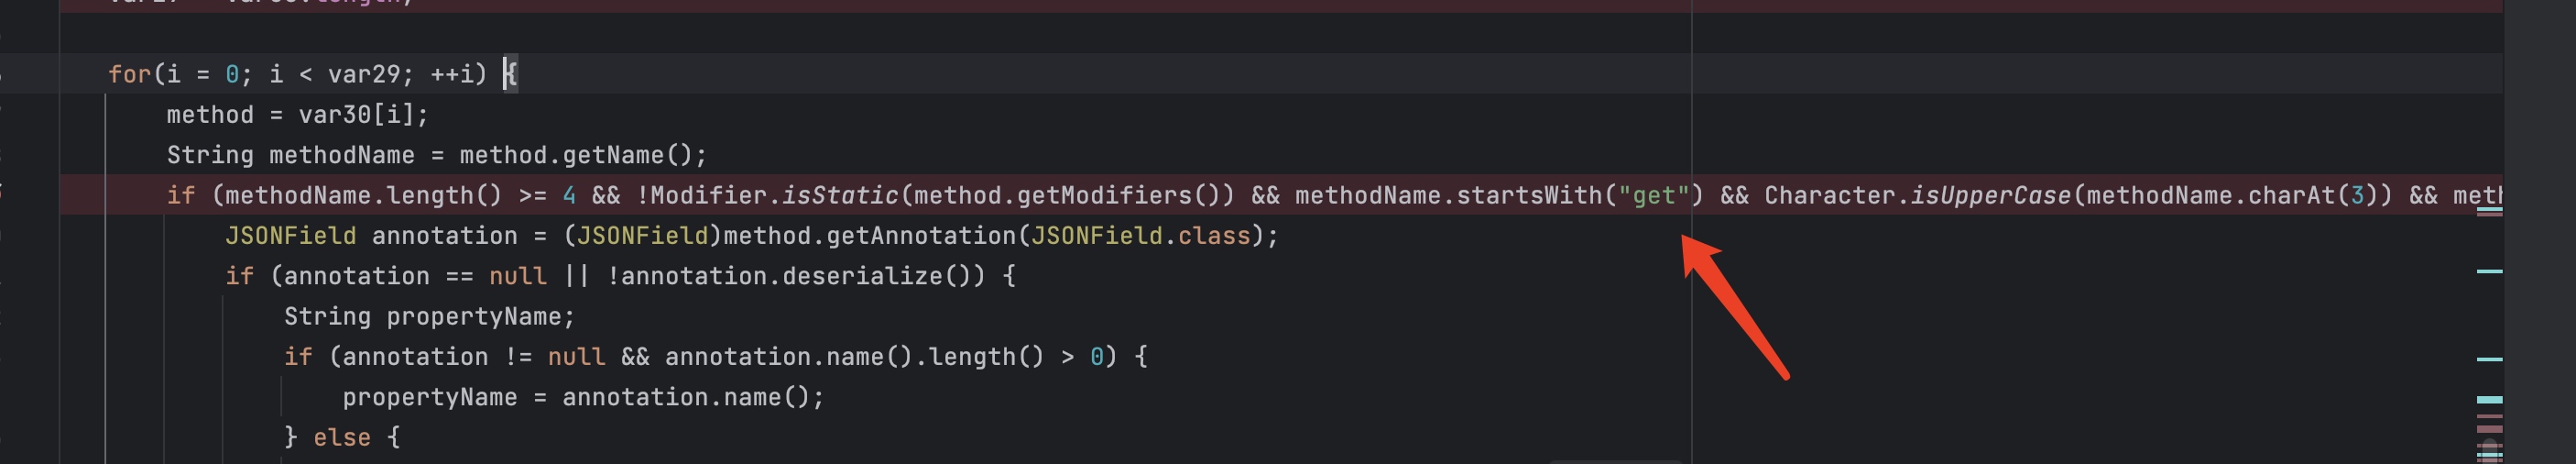 for(i = 0; i < var29; ++i) {
method = var30[i];
String methodName = method.getName();
if (methodName.length() >= 4 && !Modifier.isStatic(method.getModifiers()) && methodName.startsWith("get") && Character.isUpperCase(methodName.charAt(3)) && meth
JSONField annotation = (JSONField)method.getAnnotation(JSONField.class);
if (annotation == null || !annotation.deserialize()) {
String propertyName;
if (annotation != null && annotation.name().length() > 0) {
propertyName = annotation.name();
} else {